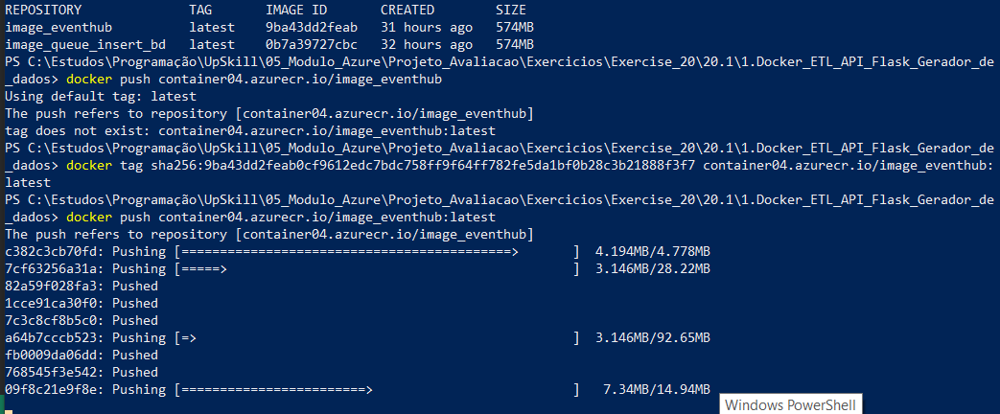 REPOSITORY TAG IMAGE ID CREATED SIZE
image_eventhub latest 9ba43dd2feab 31 hours ago 574MB
image_queue_insert_bd latest 0b7a39727cbc 32 hours ago 574MB
PS C:\Estudos\Programação\UpSkill\05_Modulo_Azure\Projeto_Avaliacao\Exercicios\Exercise_20\20.1\1.Docker_ETL_API_Flask_Gerador_de
_dados> docker push container04.azurecr.io/image_eventhub
Using default tag: latest
The push refers to repository [container04.azurecr.io/image_eventhub]
tag does not exist: container04.azurecr.io/image_eventhub:latest
PS C:\Estudos\Programação\UpSkill\05_Modulo_Azure\Projeto_Avaliacao\Exercicios\Exercise_20\20.1\1.Docker_ETL_API_Flask_Gerador_de
_dados> docker tag sha256:9ba43dd2feab0cf9612edc7bdc758ff9f64ff782fe5da1bf0b28c3b21888f3f7 container04.azurecr.io/image_eventhub:
latest
PS C:\Estudos\Programação\UpSkill\05_Modulo_Azure\Projeto_Avaliacao\Exercicios\Exercise_20\20.1\1.Docker_ETL_API_Flask_Gerador_de
_dados> docker push container04.azurecr.io/image_eventhub:latest
The push refers to repository [container04.azurecr.io/image_eventhub]
c382c3cb70fd: Pushing [===========================================> ] 4.194MB/4.778MB
7cf63256a31a: Pushing [=====> ] 3.146MB/28.22MB
82a59f028fa3: Pushed
1cce91ca30f0: Pushed
7c3c8cf8b5c0: Pushed
a64b7cccb523: Pushing [=> ] 3.146MB/92.65MB
fb0009da06dd: Pushed
768545f3e542: Pushed
09f8c21e9f8e: Pushing [========================> ] 7.34MB/14.94MB
Windows PowerShell